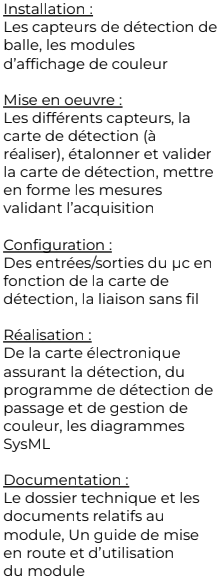 Installation :
Les capteurs de détection de
balle, les modules
d’affichage de couleur
Mise en oeuvre :
Les différents capteurs, la
carte de détection (à
réaliser), étalonner et valider
la carte de détection, mettre
en forme les mesures
validant l’acquisition
Configuration :
Des entrées/sorties du µc en
fonction de la carte de
détection, la liaison sans fil
Réalisation :
De la carte électronique
assurant la détection, du
programme de détection de
passage et de gestion de
couleur, les diagrammes
SysML
Documentation :
Le dossier technique et les
documents relatifs au
module, Un guide de mise
en route et d’utilisation
du module